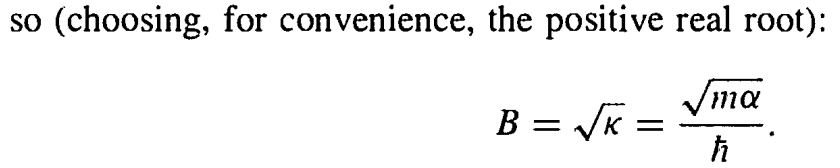 so (choosing, for convenience, the positive real root):
B = √κ = √mα / ħ.